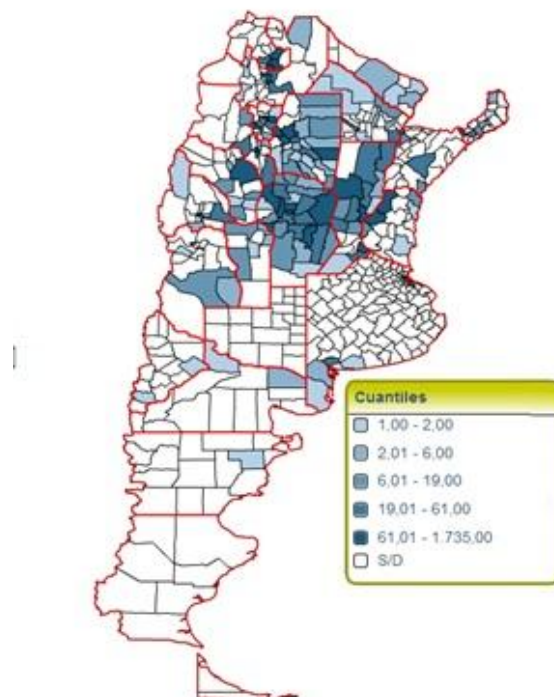 Cuantiles
1,00 - 2,00
2,01 - 6,00
6,01 - 19,00
19,01 - 61,00
61,01 - 1.735,00
S/D